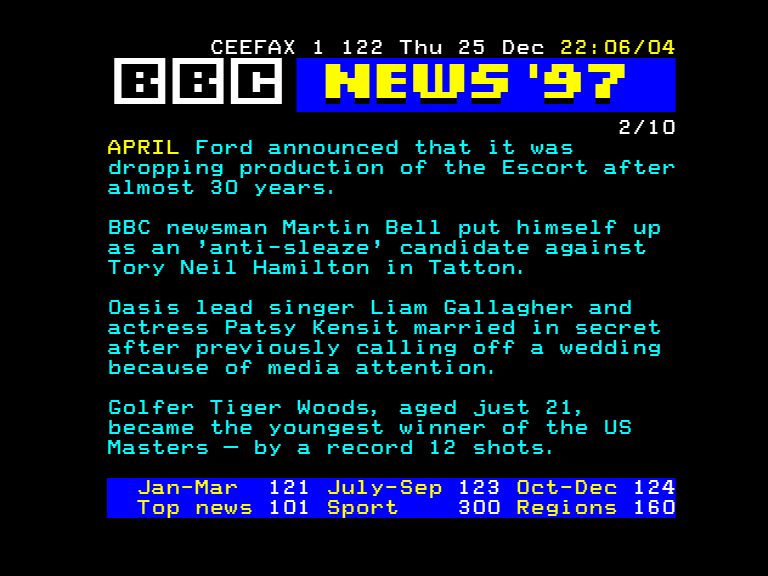 CEEFAX 1 122 Thu 25 Dec 22:06/04
BBC NEWS '97
2/10
APRIL Ford announced that it was
dropping production of the Escort after
almost 30 years.
BBC newsman Martin Bell put himself up
as an 'anti-sleaze' candidate against
Tory Neil Hamilton in Tatton.
Oasis lead singer Liam Gallagher and
actress Patsy Kensit married in secret
after previously calling off a wedding
because of media attention.
Golfer Tiger Woods, aged just 21,
became the youngest winner of the US
Masters — by a record 12 shots.
Jan-Mar 121 July-Sep 123 Oct-Dec 124
Top news 101 Sport 300 Regions 160